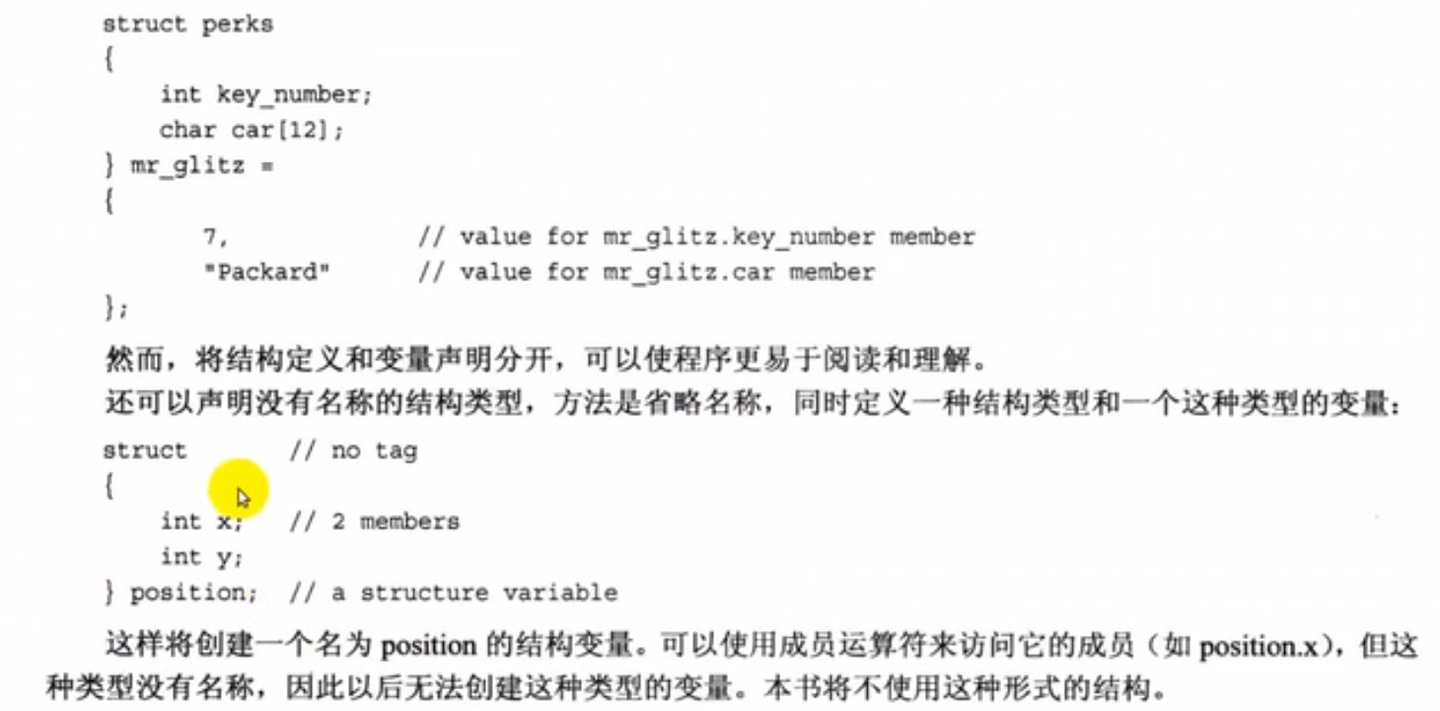 struct perks
{
    int key_number;
    char car[12];
} mr_glitz =
{
       7,             // value for mr_glitz.key_number member
       "Packard"      // value for mr_glitz.car member
};
然而，将结构定义和变量声明分开，可以使程序更易于阅读和理解。
还可以声明没有名称的结构类型，方法是省略名称，同时定义一种结构类型和一个这种类型的变量：
struct       // no tag
{
    int x;   // 2 members
    int y;
} position;  // a structure variable
这样将创建一个名为 position 的结构变量。可以使用成员运算符来访问它的成员（如 position.x），但这
种类型没有名称，因此以后无法创建这种类型的变量。本书将不使用这种形式的结构。